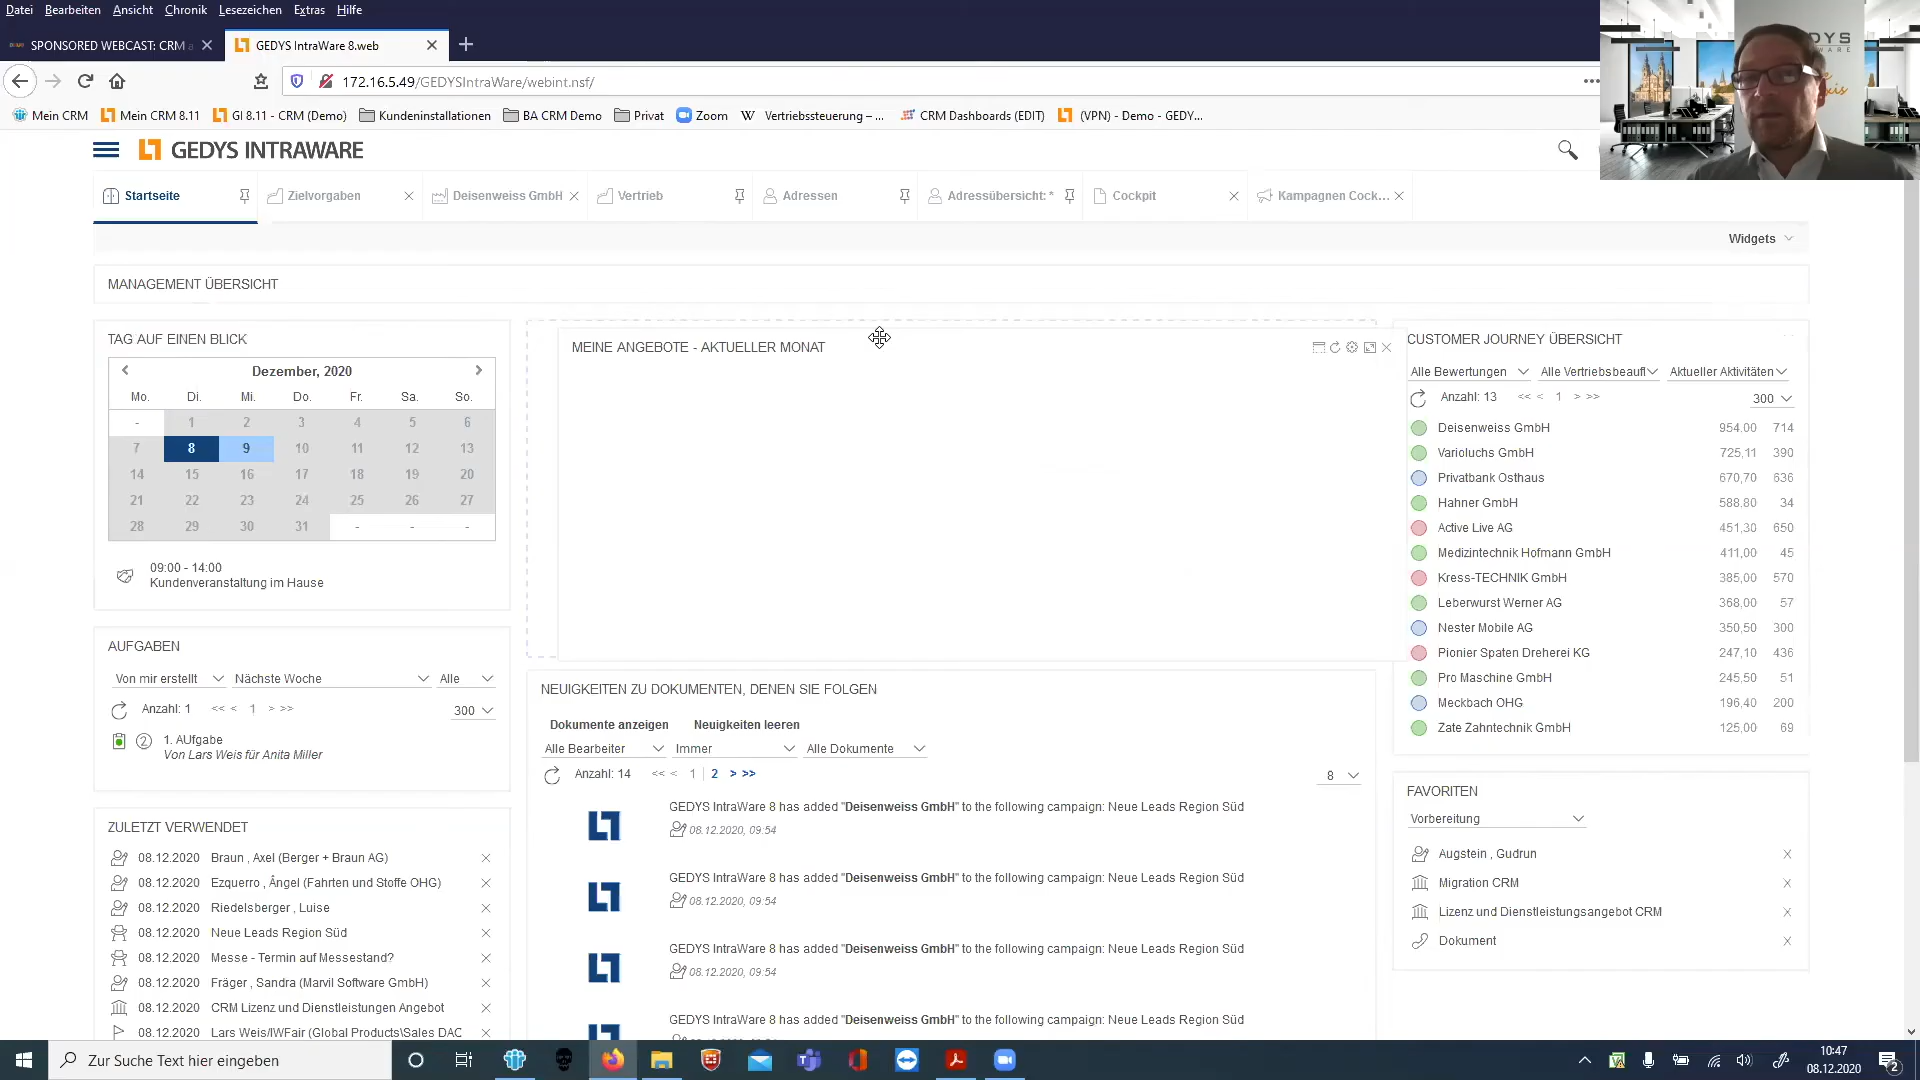 Datei Bearbeiten Ansicht Chronik Lesezeichen Extras Hilfe
SPONSORED WEBCAST: CRM
GEDYS IntraWare 8.web
172.16.5.49/GEDYSIntraWare/webint.nsf/
Mein CRM Mein CRM 8.11 GI 8.11 - CRM (Demo) Kundeninstallationen BA CRM Demo Privat Zoom Vertriebssteuerung – ... CRM Dashboards (EDIT) (VPN) - Demo - GEDY...
GEDYS INTRAWARE
Startseite Zielvorgaben Deisenweiss GmbH Vertrieb Adressen Adressübersicht: * Cockpit Kampagnen Cock...
Widgets
MANAGEMENT ÜBERSICHT
TAG AUF EINEN BLICK
Dezember, 2020
Mo. Di. Mi. Do. Fr. Sa. So.
- 1 2 3 4 5 6
7 8 9 10 11 12 13
14 15 16 17 18 19 20
21 22 23 24 25 26 27
28 29 30 31 - - -
09:00 - 14:00
Kundenveranstaltung im Hause
AUFGABEN
Von mir erstellt Nächste Woche Alle
Anzahl: 1 << < 1 > >> 300
2 1. AUfgabe
Von Lars Weis für Anita Miller
ZULETZT VERWENDET
08.12.2020 Braun , Axel (Berger + Braun AG)
08.12.2020 Ezquerro , Ângel (Fahrten und Stoffe OHG)
08.12.2020 Riedelsberger , Luise
08.12.2020 Neue Leads Region Süd
08.12.2020 Messe - Termin auf Messestand?
08.12.2020 Fräger , Sandra (Marvil Software GmbH)
08.12.2020 CRM Lizenz und Dienstleistungen Angebot
08.12.2020 Lars Weis/IWFair (Global Products\Sales DAC
MEINE ANGEBOTE - AKTUELLER MONAT
NEUIGKEITEN ZU DOKUMENTEN, DENEN SIE FOLGEN
Dokumente anzeigen Neuigkeiten leeren
Alle Bearbeiter Immer Alle Dokumente
Anzahl: 14 << < 1 | 2 > >> 8
GEDYS IntraWare 8 has added "Deisenweiss GmbH" to the following campaign: Neue Leads Region Süd
08.12.2020, 09:54
GEDYS IntraWare 8 has added "Deisenweiss GmbH" to the following campaign: Neue Leads Region Süd
08.12.2020, 09:54
GEDYS IntraWare 8 has added "Deisenweiss GmbH" to the following campaign: Neue Leads Region Süd
08.12.2020, 09:54
GEDYS IntraWare 8 has added "Deisenweiss GmbH" to the following campaign: Neue Leads Region Süd
CUSTOMER JOURNEY ÜBERSICHT
Alle Bewertungen Alle Vertriebsbeauft Aktueller Aktivitäten
Anzahl: 13 << < 1 > >> 300
Deisenweiss GmbH 954,00 714
Varioluchs GmbH 725,11 390
Privatbank Osthaus 670,70 636
Hahner GmbH 588,80 34
Active Live AG 451,30 650
Medizintechnik Hofmann GmbH 411,00 45
Kress-TECHNIK GmbH 385,00 570
Leberwurst Werner AG 368,00 57
Nester Mobile AG 350,50 300
Pionier Spaten Dreherei KG 247,10 436
Pro Maschine GmbH 245,50 51
Meckbach OHG 196,40 200
Zate Zahntechnik GmbH 125,00 69
FAVORITEN
Vorbereitung
Augstein , Gudrun
Migration CRM
Lizenz und Dienstleistungsangebot CRM
Dokument
Zur Suche Text hier eingeben
10:47
08.12.2020
2